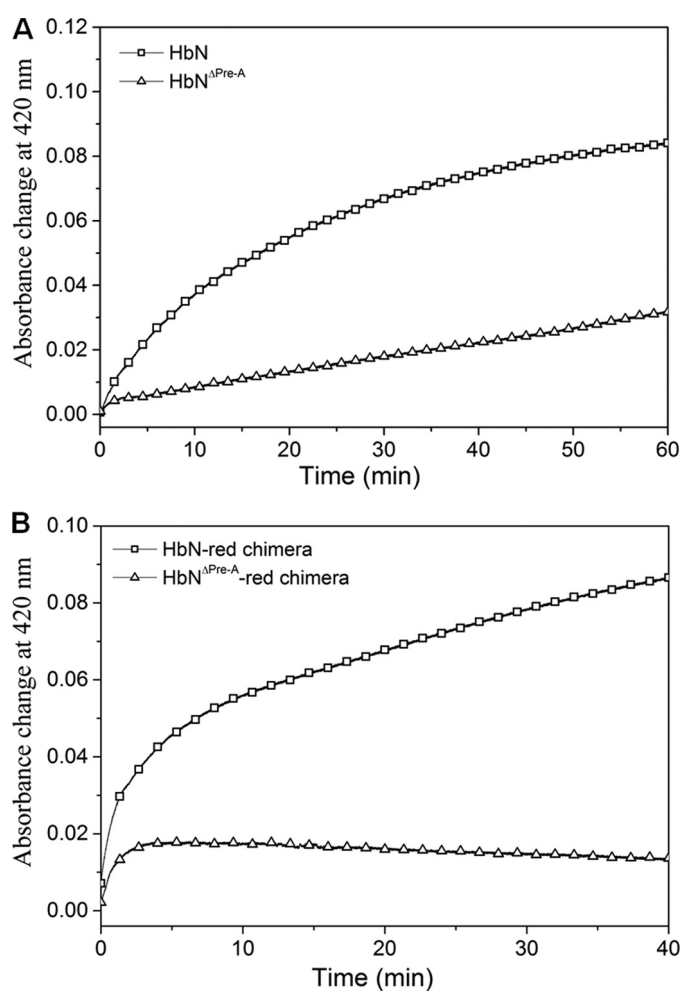 A
Absorbance change at 420 nm
0.12
0.10
0.08
0.06
0.04
0.02
0.00
HbN
HbN^ΔPre-A
0 10 20 30 40 50 60
Time (min)
B
Absorbance change at 420 nm
0.10
0.08
0.06
0.04
0.02
0.00
HbN-red chimera
HbN^ΔPre-A-red chimera
0 10 20 30 40
Time (min)